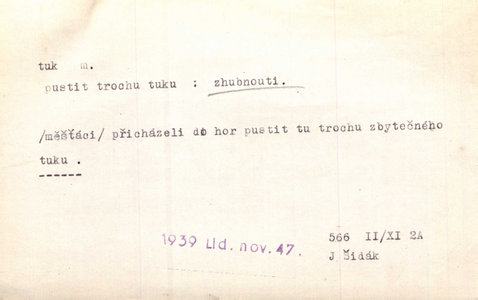 tuk m.
pustit trochu tuku : zhubnouti.
/měšťáci/ přicházeli do hor pustit tu trochu zbytečného
tuku .
------
1939 Lid. nov. 47.
566 II/XI 2A
J Šidák